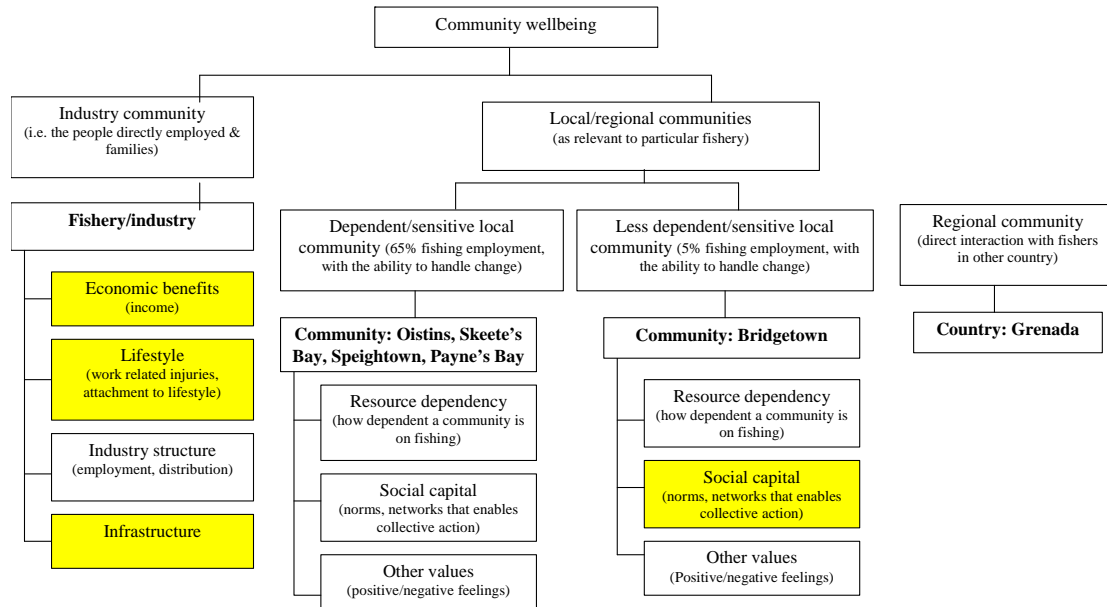 Community wellbeing
Industry community
(i.e. the people directly employed &
families)
Local/regional communities
(as relevant to particular fishery)
Fishery/industry
Economic benefits
(income)
Lifestyle
(work related injuries,
attachment to lifestyle)
Industry structure
(employment, distribution)
Infrastructure
Dependent/sensitive local
community (65% fishing employment,
with the ability to handle change)
Community: Oistins, Skeete's
Bay, Speightown, Payne's Bay
Resource dependency
(how dependent a community is
on fishing)
Social capital
(norms, networks that enables
collective action)
Other values
(positive/negative feelings)
Less dependent/sensitive local
community (5% fishing employment, with
the ability to handle change)
Community: Bridgetown
Resource dependency
(how dependent a community is
on fishing)
Social capital
(norms, networks that enables
collective action)
Other values
(Positive/negative feelings)
Regional community
(direct interaction with fishers
in other country)
Country: Grenada